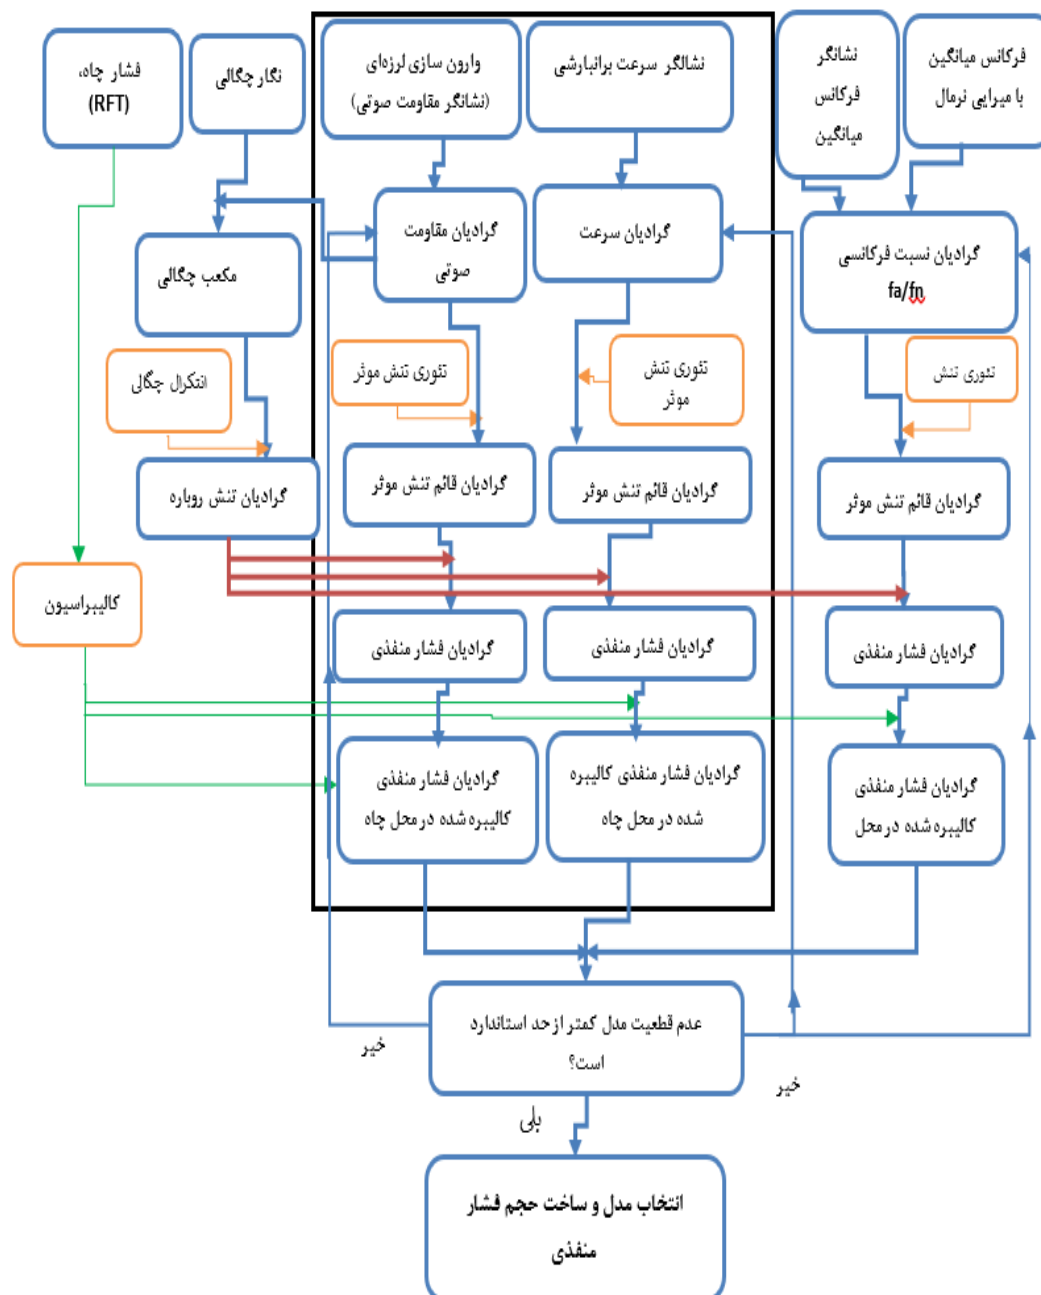 فشار چاه،
(RFT)
نگار چگالی
وارون سازی لرزه‌ای
(نشانگر مقاومت صوتی)
نشالگر سرعت برانبارشی
نشانگر
فرکانس
میانگین
فرکانس میانگین
با میرایی نرمال
مکعب چگالی
گرادیان مقاومت
صوتی
گرادیان سرعت
گرادیان نسبت فرکانسی
fa/fn
انتگرال چگالی
تئوری تنش موثر
تئوری تنش
موثر
تئوری تنش
گرادیان تنش روباره
گرادیان قائم تنش موثر
گرادیان قائم تنش موثر
گرادیان قائم تنش موثر
کالیبراسیون
گرادیان فشار منفذی
گرادیان فشار منفذی
گرادیان فشار منفذی
گرادیان فشار منفذی
کالیبره شده در محل چاه
گرادیان فشار منفذی کالیبره
شده در محل چاه
گرادیان فشار منفذی
کالیبره شده در محل
عدم قطعیت مدل کمتر از حد استاندارد
است؟
خیر
خیر
بلی
انتخاب مدل و ساخت حجم فشار
منفذی